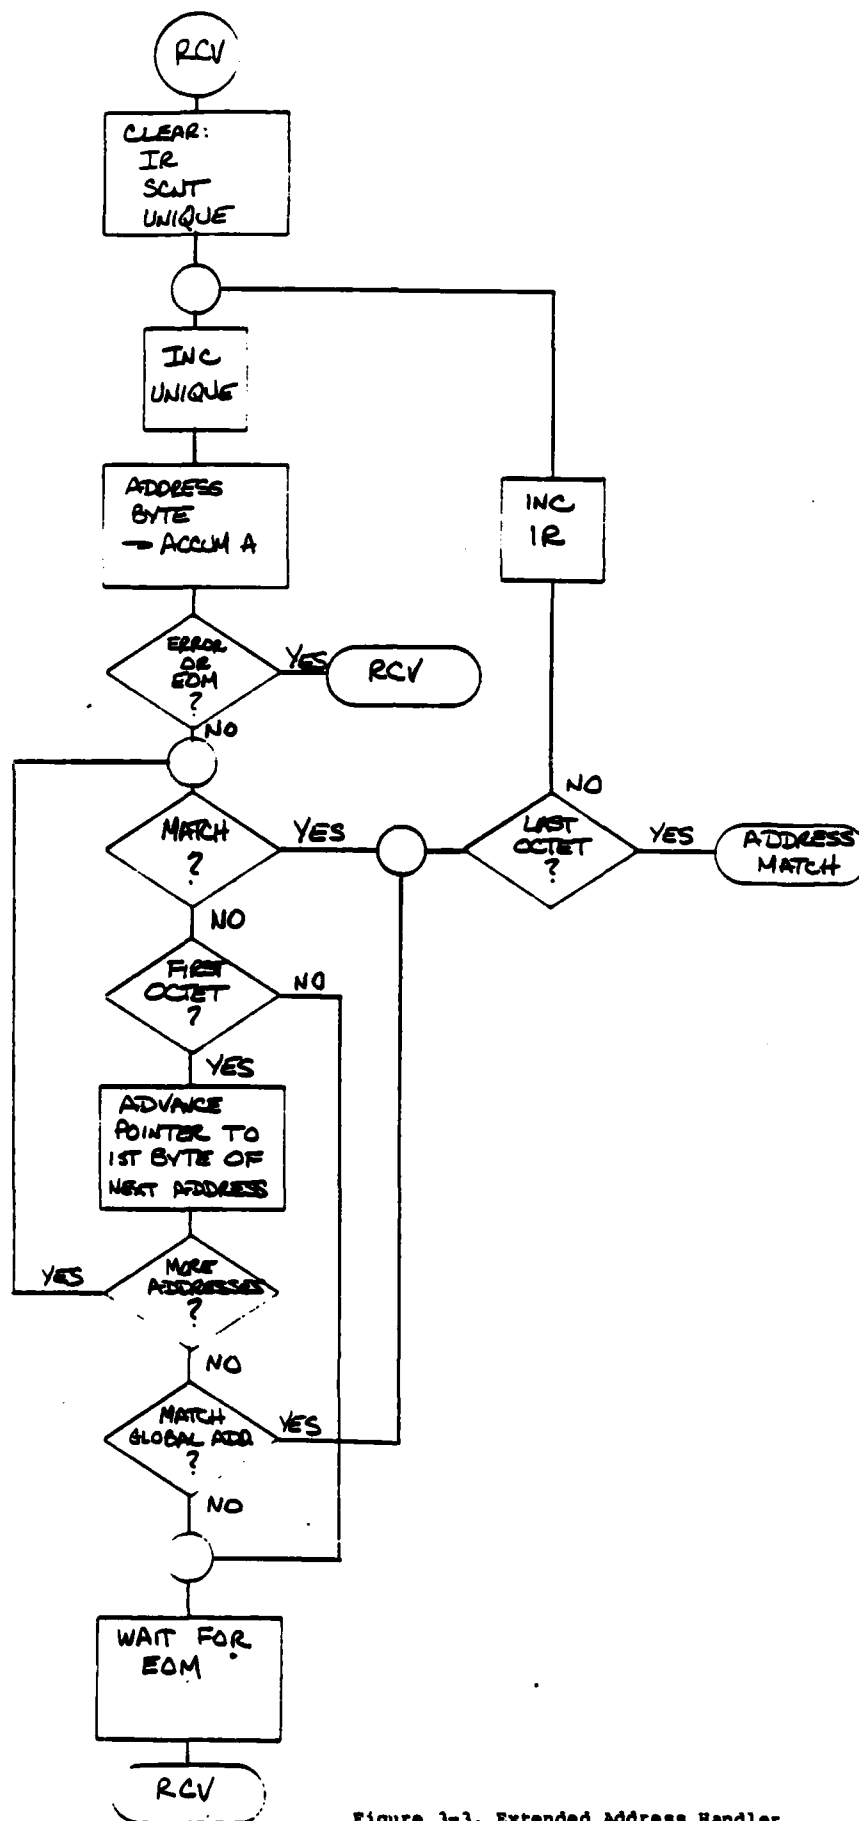 RCV
CLEAR:
IR
SCNT
UNIQUE
INC
UNIQUE
ADDRESS
BYTE
→ ACCUM A
INC
IR
ERROR
OR
EOM
?
YES
RCV
NO
MATCH
?
YES
NO
LAST
OCTET
?
YES
ADDRESS
MATCH
NO
FIRST
OCTET
?
NO
YES
ADVANCE
POINTER TO
1ST BYTE OF
NEXT ADDRESS
MORE
ADDRESSES
?
YES
NO
MATCH
GLOBAL ADD.
?
YES
NO
WAIT FOR
EOM
RCV
Figure 3-3. Extended Address Handler